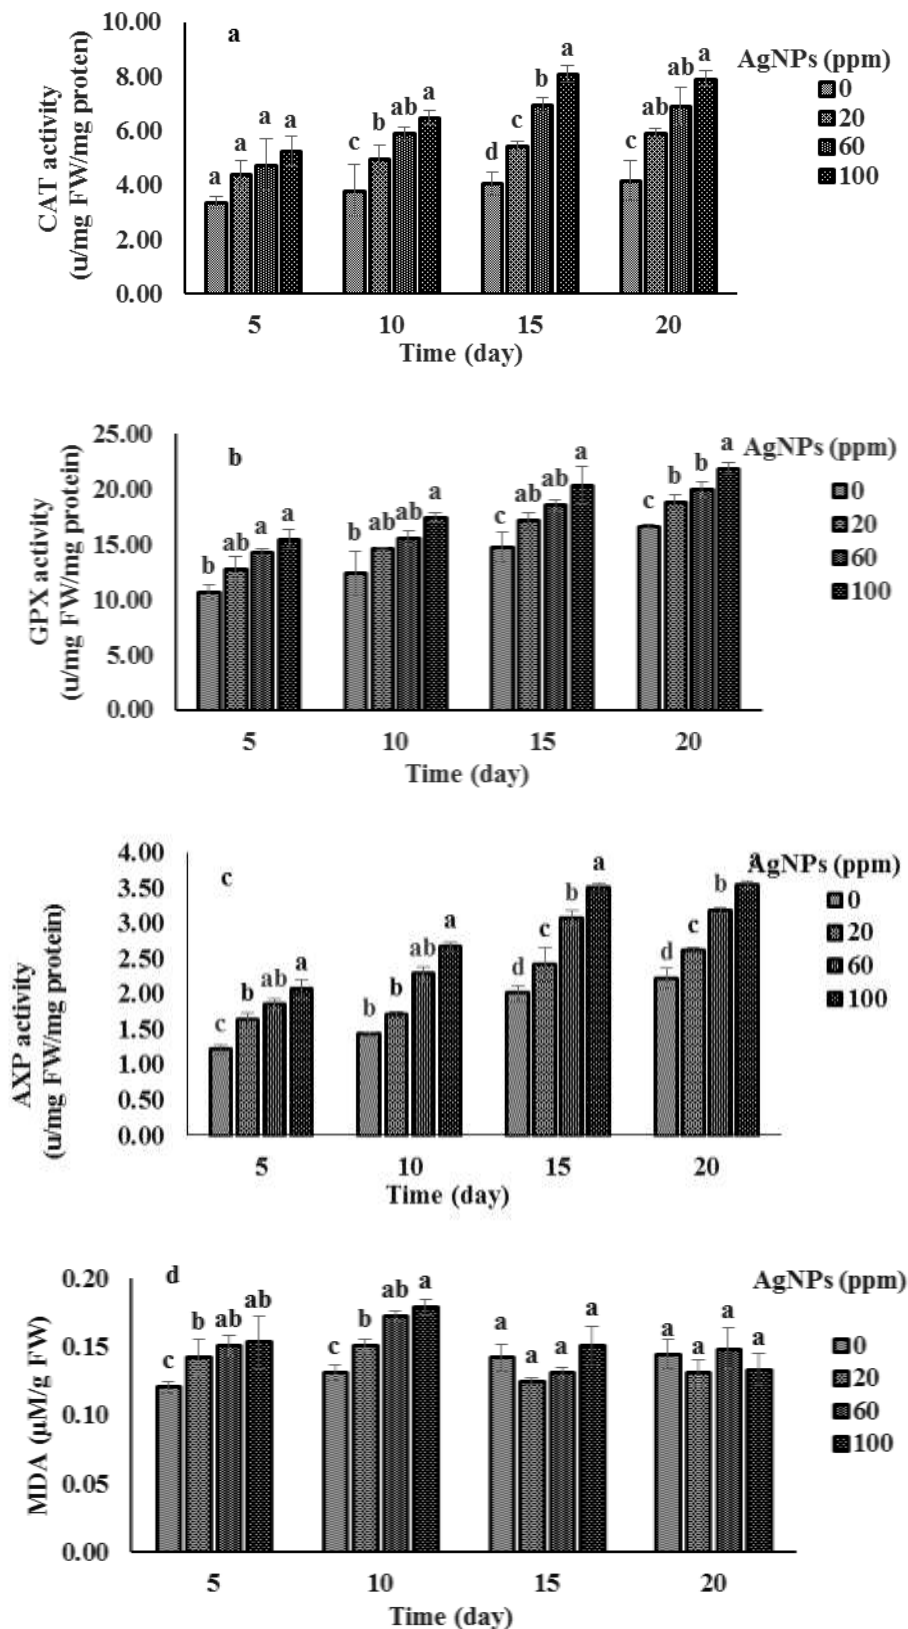 10.00
a
a
AgNPs (ppm)
8.00
b
ab
a
0
6.00
a
ab
c
ab
20
a
a
b
60
4.00
a
c
d
c
100
2.00
0.00
CAT activity
(u/mg FW/mg proten)
5
10
15
20
Time (day)
25.00
b
a
a
AgNPs (ppm)
20.00
ab
ab
b
b
0
a
a
ab
ab
a
c
c
20
15.00
b
ab
b
60
10.00
100
5.00
0.00
GPX activity
(u/mg FW/mg protein)
5
10
15
20
Time (day)
4.00
c
a
a
AgNPs (ppm)
3.50
b
b
0
3.00
a
c
c
20
2.50
ab
d
d
60
2.00
b
ab
a
b
b
100
1.50
c
1.00
0.50
0.00
AXP activity
(u/mg FW/mg protein)
5
10
15
20
Time (day)
0.20
d
ab
a
AgNPs (ppm)
b
ab
ab
b
a
a
a
a
0
0.15
c
c
a
a
a
a
20
0.10
60
0.05
100
0.00
MDA (µM/g FW)
5
10
15
20
Time (day)